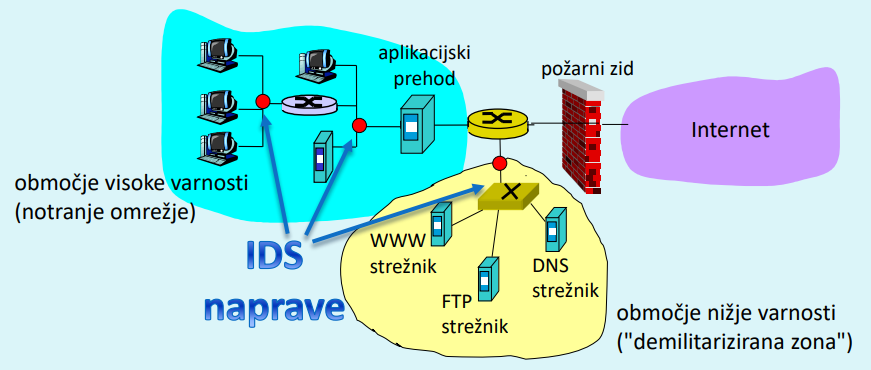 aplikacijski
prehod
požarni zid
Internet
območje visoke varnosti
(notranje omrežje)
IDS
naprave
WWW
strežnik
FTP
strežnik
DNS
strežnik
območje nižje varnosti
("demilitarizirana zona")